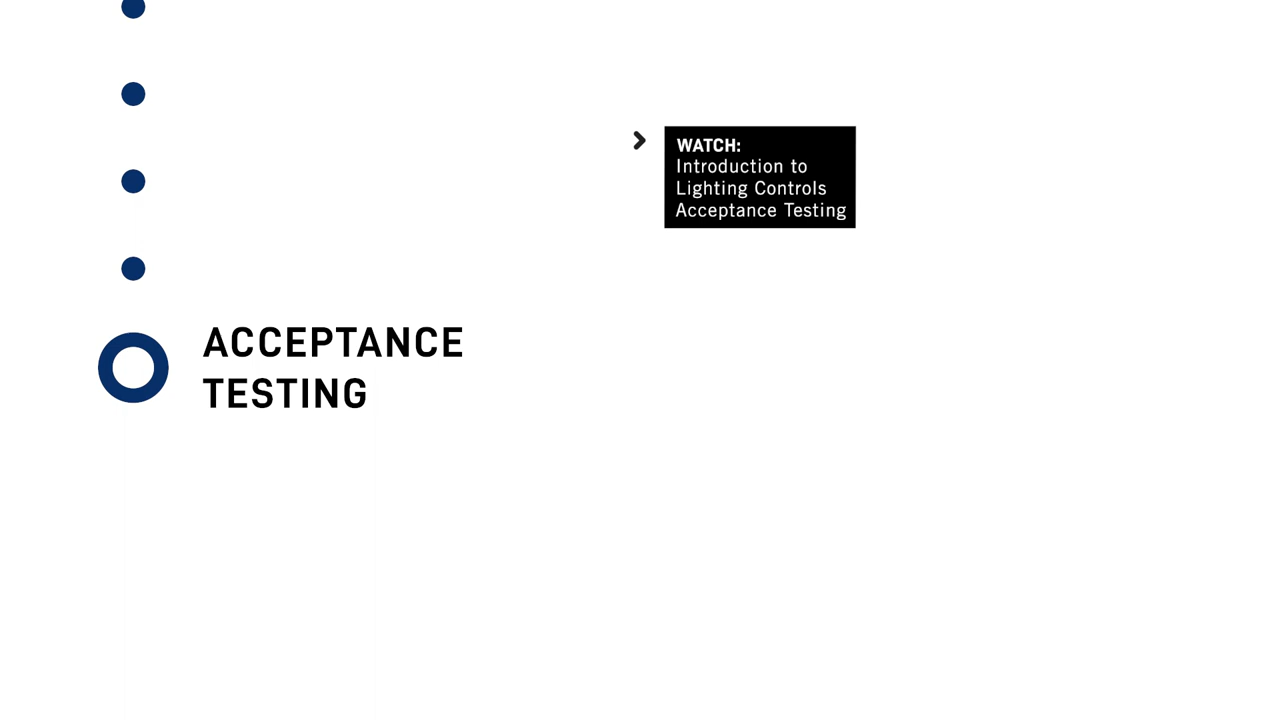 WATCH:
Introduction to
Lighting Controls
Acceptance Testing
ACCEPTANCE
TESTING